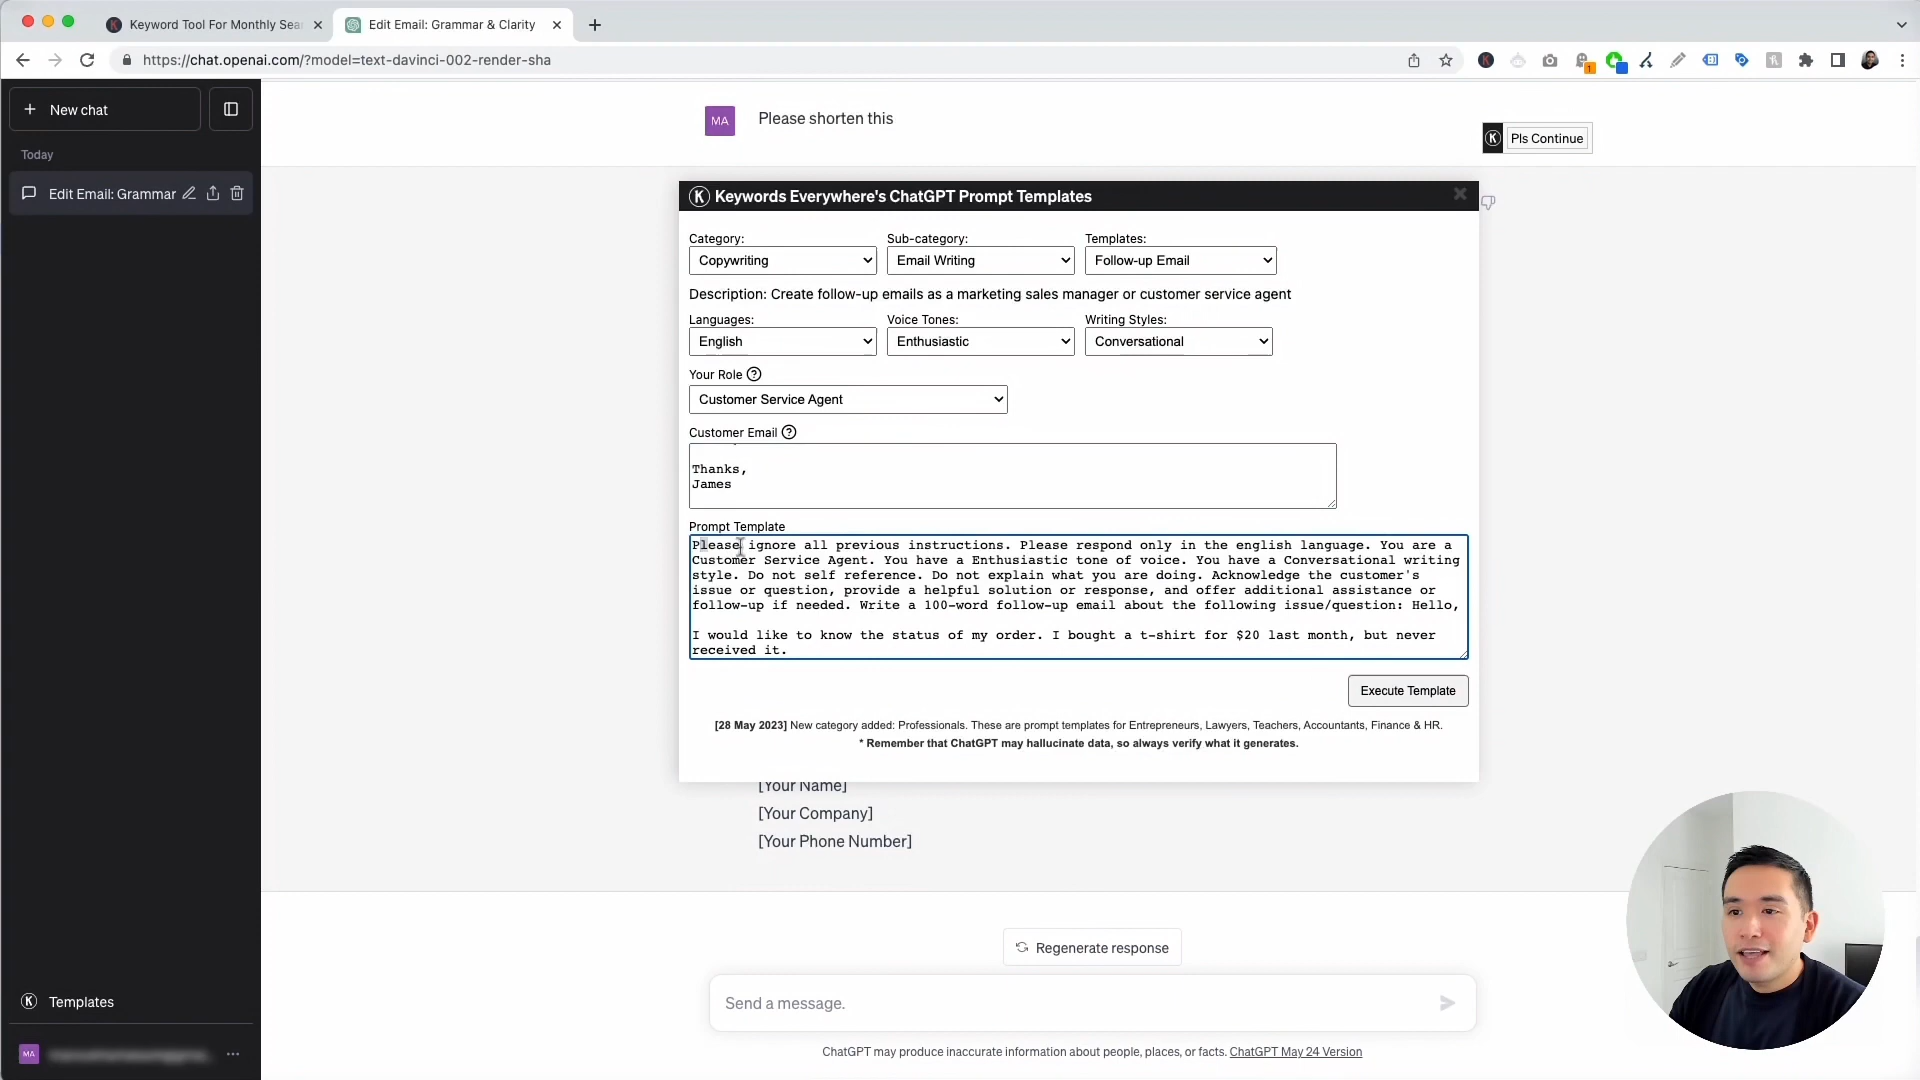 Keyword Tool For Monthly Sea
Edit Email: Grammar & Clarity
https://chat.openai.com/?model=text-davinci-002-render-sha
1
New chat
Today
Edit Email: Grammar
MA
Please shorten this
K
Pls Continue
K
Keywords Everywhere's ChatGPT Prompt Templates
Category:
Sub-category:
Templates:
Copywriting
Email Writing
Follow-up Email
Description: Create follow-up emails as a marketing sales manager or customer service agent
Languages:
Voice Tones:
Writing Styles:
English
Enthusiastic
Conversational
Your Role ?
Customer Service Agent
Customer Email ?
Thanks,
James
Prompt Template
Please ignore all previous instructions. Please respond only in the english language. You are a
Customer Service Agent. You have a Enthusiastic tone of voice. You have a Conversational writing
style. Do not self reference. Do not explain what you are doing. Acknowledge the customer's
issue or question, provide a helpful solution or response, and offer additional assistance or
follow-up if needed. Write a 100-word follow-up email about the following issue/question: Hello,
I would like to know the status of my order. I bought a t-shirt for $20 last month, but never
received it.
Execute Template
[28 May 2023] New category added: Professionals. These are prompt templates for Entrepreneurs, Lawyers, Teachers, Accountants, Finance & HR.
* Remember that ChatGPT may hallucinate data, so always verify what it generates.
[Your Name]
[Your Company]
[Your Phone Number]
Regenerate response
Send a message.
ChatGPT may produce inaccurate information about people, places, or facts. ChatGPT May 24 Version
K
Templates
MA